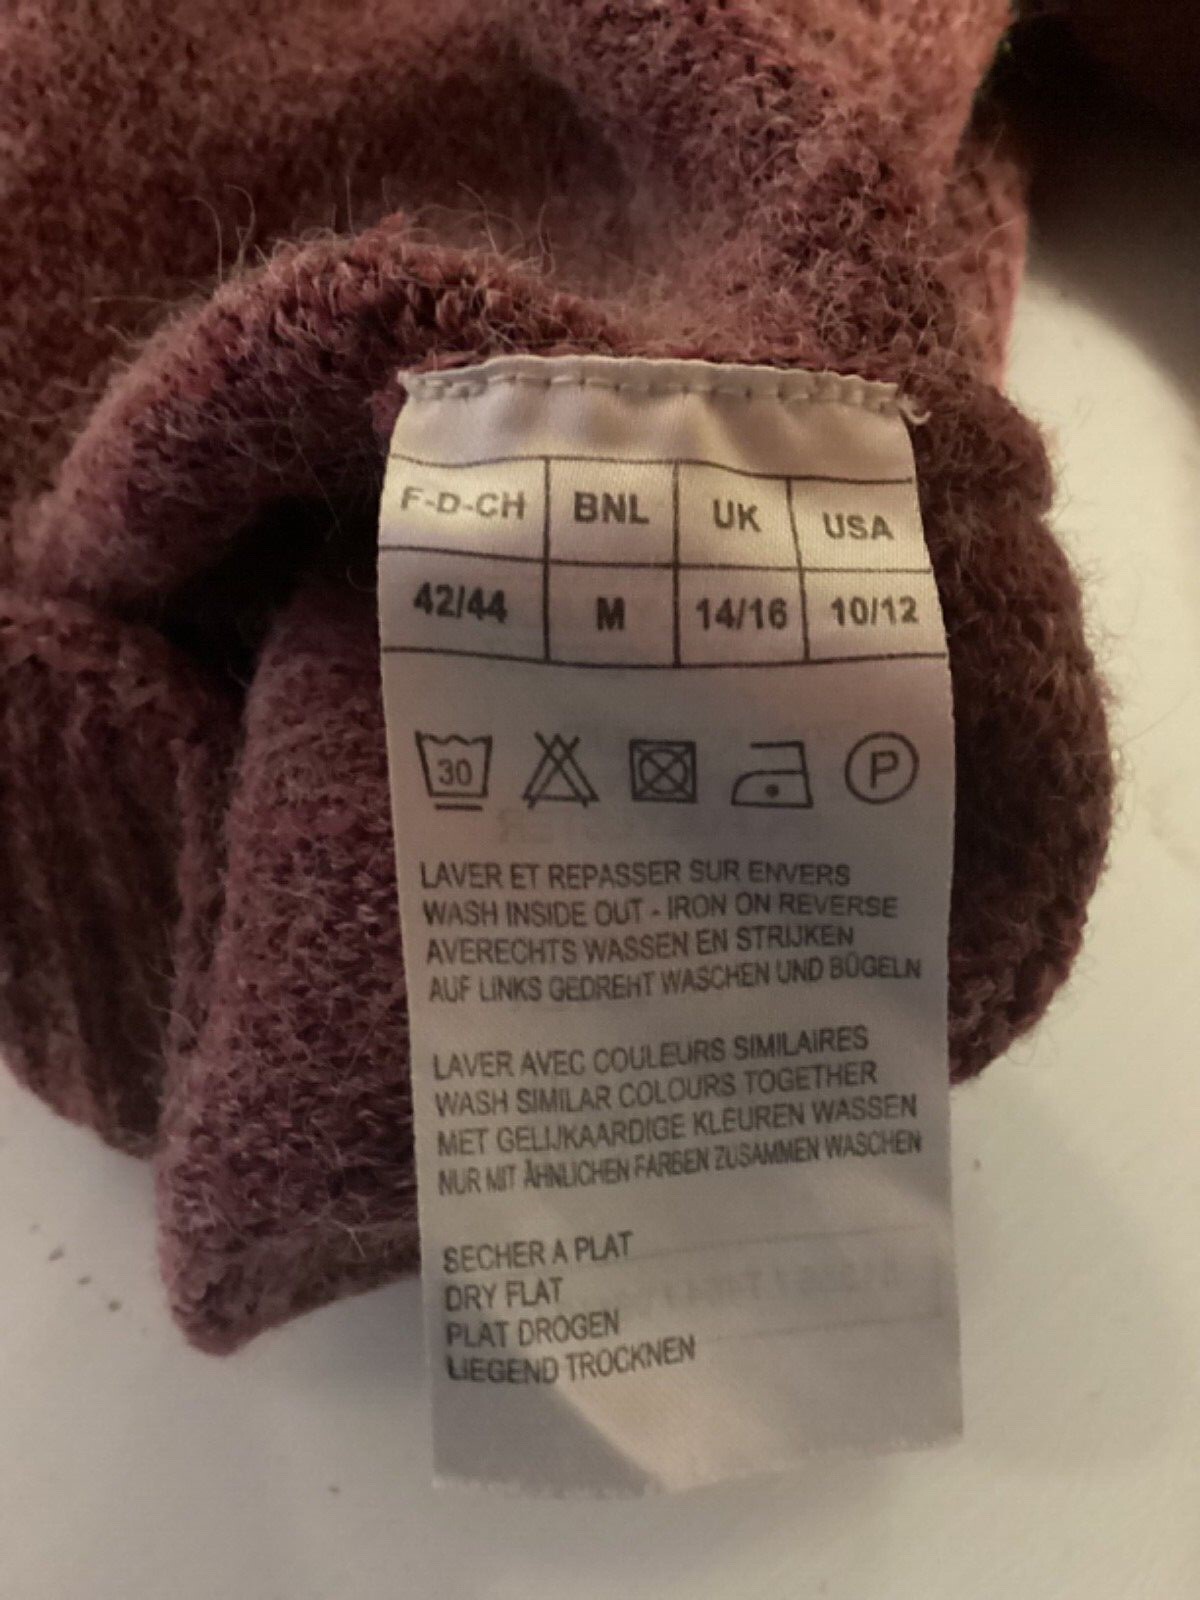 F-D-CH BNL UK USA
42/44 M 14/16 10/12
30 P
LAVER ET REPASSER SUR ENVERS
WASH INSIDE OUT - IRON ON REVERSE
AVERECHTS WASSEN EN STRIJKEN
AUF LINKS GEDREHT WASCHEN UND BÜGELN
LAVER AVEC COULEURS SIMILAIRES
WASH SIMILAR COLOURS TOGETHER
MET GELIJKAARDIGE KLEUREN WASSEN
NUR MIT ÄHNLICHEN FARBEN ZUSAMMEN WASCHEN
SECHER A PLAT
DRY FLAT
PLAT DROGEN
LIEGEND TROCKNEN